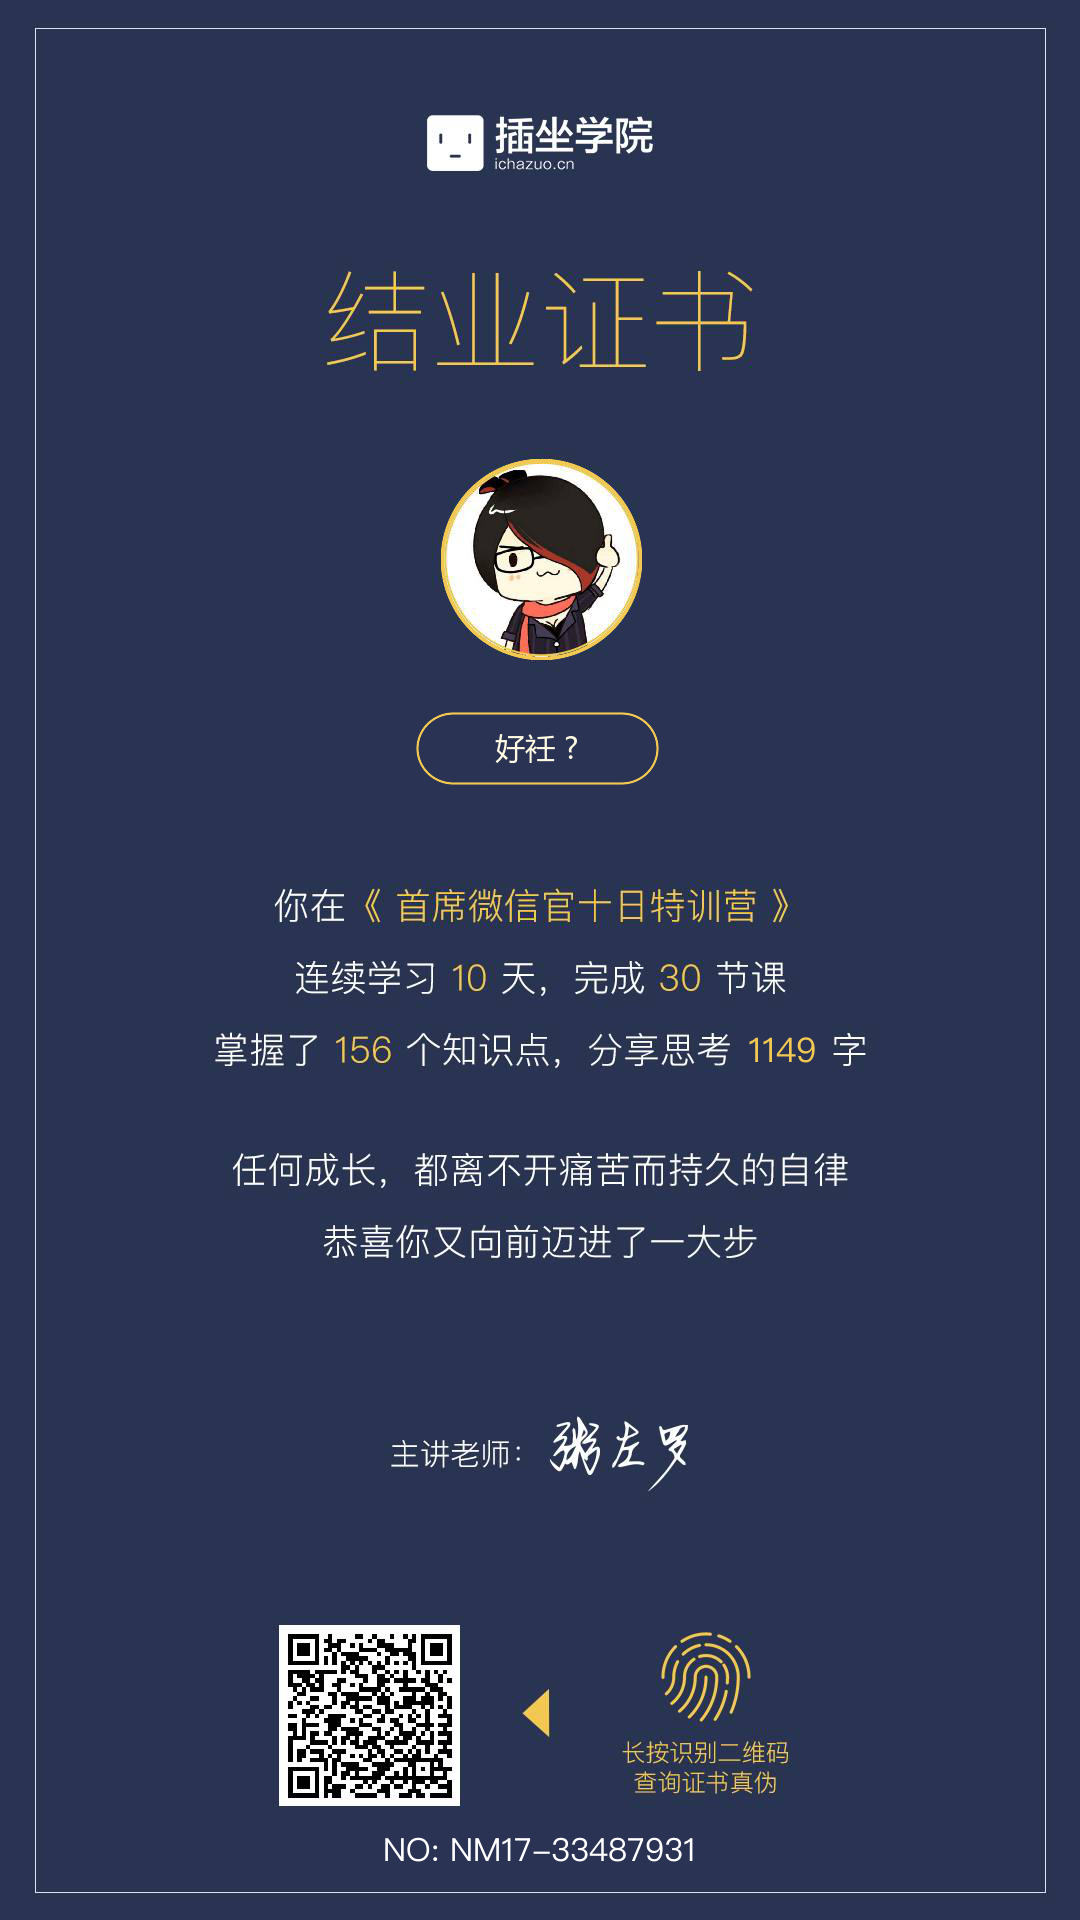 插坐学院
ichazuo.cn
结业证书
好衽？
你在《 首席微信官十日特训营 》
连续学习 10 天，完成 30 节课
掌握了 156 个知识点，分享思考 1149 字
任何成长，都离不开痛苦而持久的自律
恭喜你又向前迈进了一大步
主讲老师：粥左罗
长按识别二维码
查询证书真伪
NO: NM17-33487931